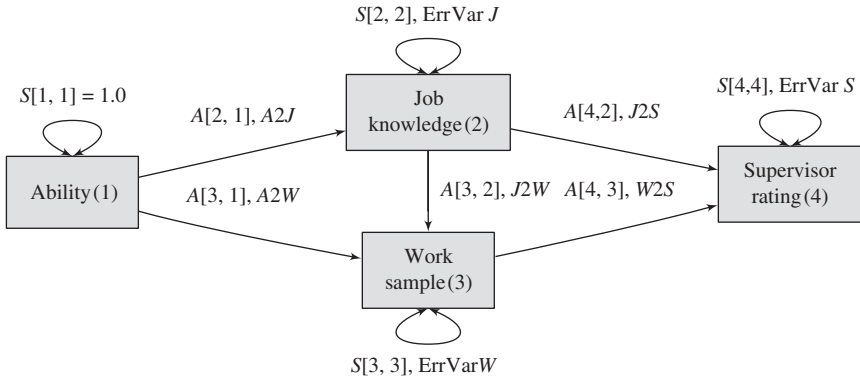 S[2, 2], ErrVar J
S[1, 1] = 1.0
Job
knowledge (2)
S[4,4], ErrVar S
A[2, 1], A2J
A[4,2], J2S
Ability (1)
A[3, 1], A2W
A[3, 2], J2W
A[4, 3], W2S
Supervisor
rating (4)
Work
sample (3)
S[3, 3], ErrVarW